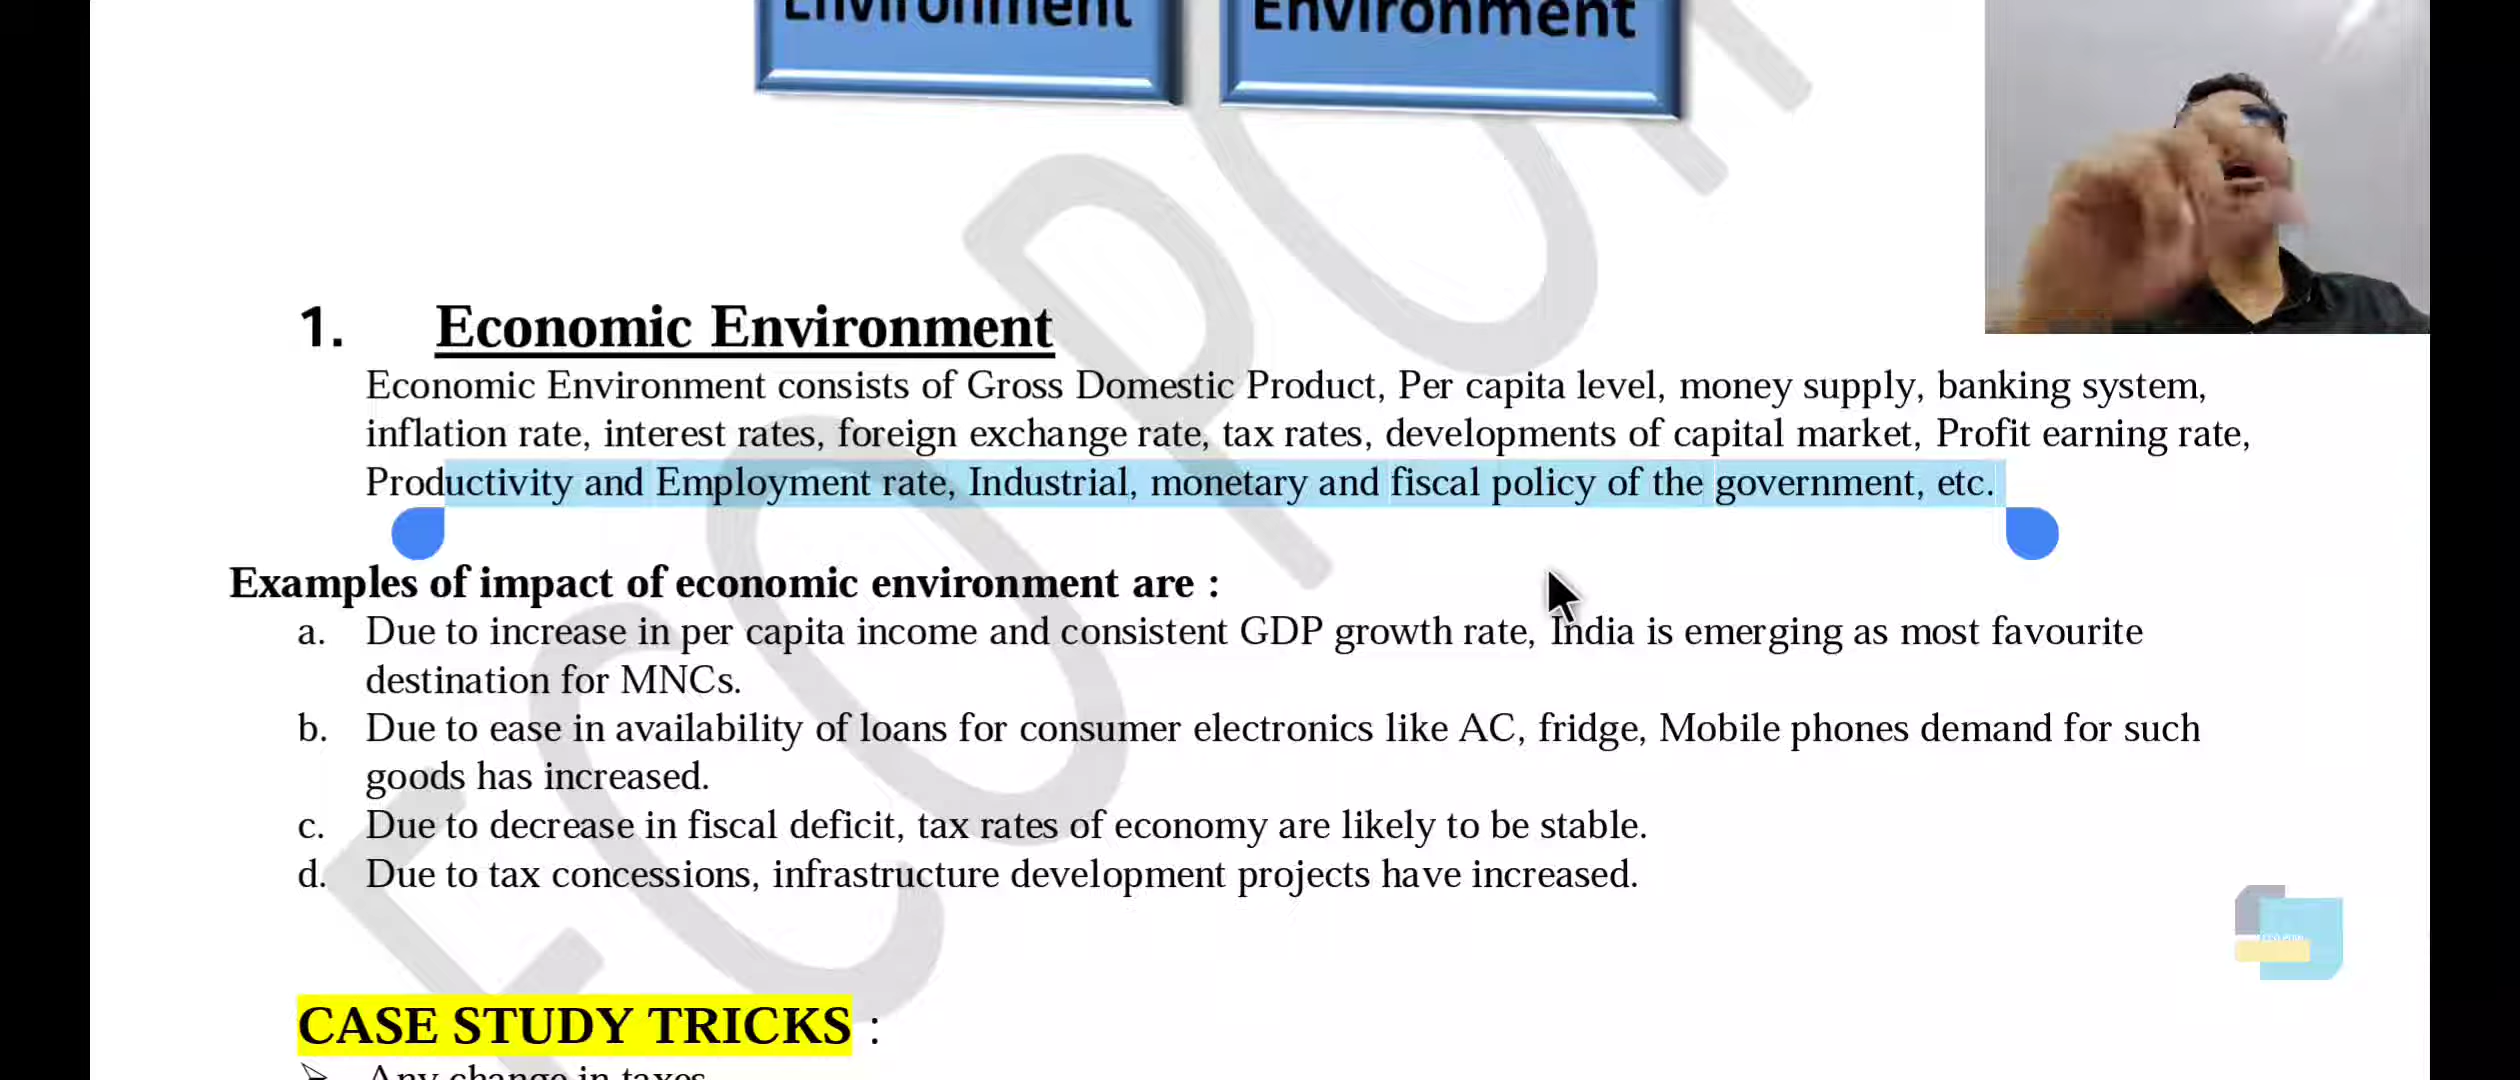 Environment
Environment
1. Economic Environment
Economic Environment consists of Gross Domestic Product, Per capita level, money supply, banking system,
inflation rate, interest rates, foreign exchange rate, tax rates, developments of capital market, Profit earning rate,
Productivity and Employment rate, Industrial, monetary and fiscal policy of the government, etc.
Examples of impact of economic environment are :
a. Due to increase in per capita income and consistent GDP growth rate, India is emerging as most favourite
destination for MNCs.
b. Due to ease in availability of loans for consumer electronics like AC, fridge, Mobile phones demand for such
goods has increased.
c. Due to decrease in fiscal deficit, tax rates of economy are likely to be stable.
d. Due to tax concessions, infrastructure development projects have increased.
CASE STUDY TRICKS :
➢ Any change in taxes